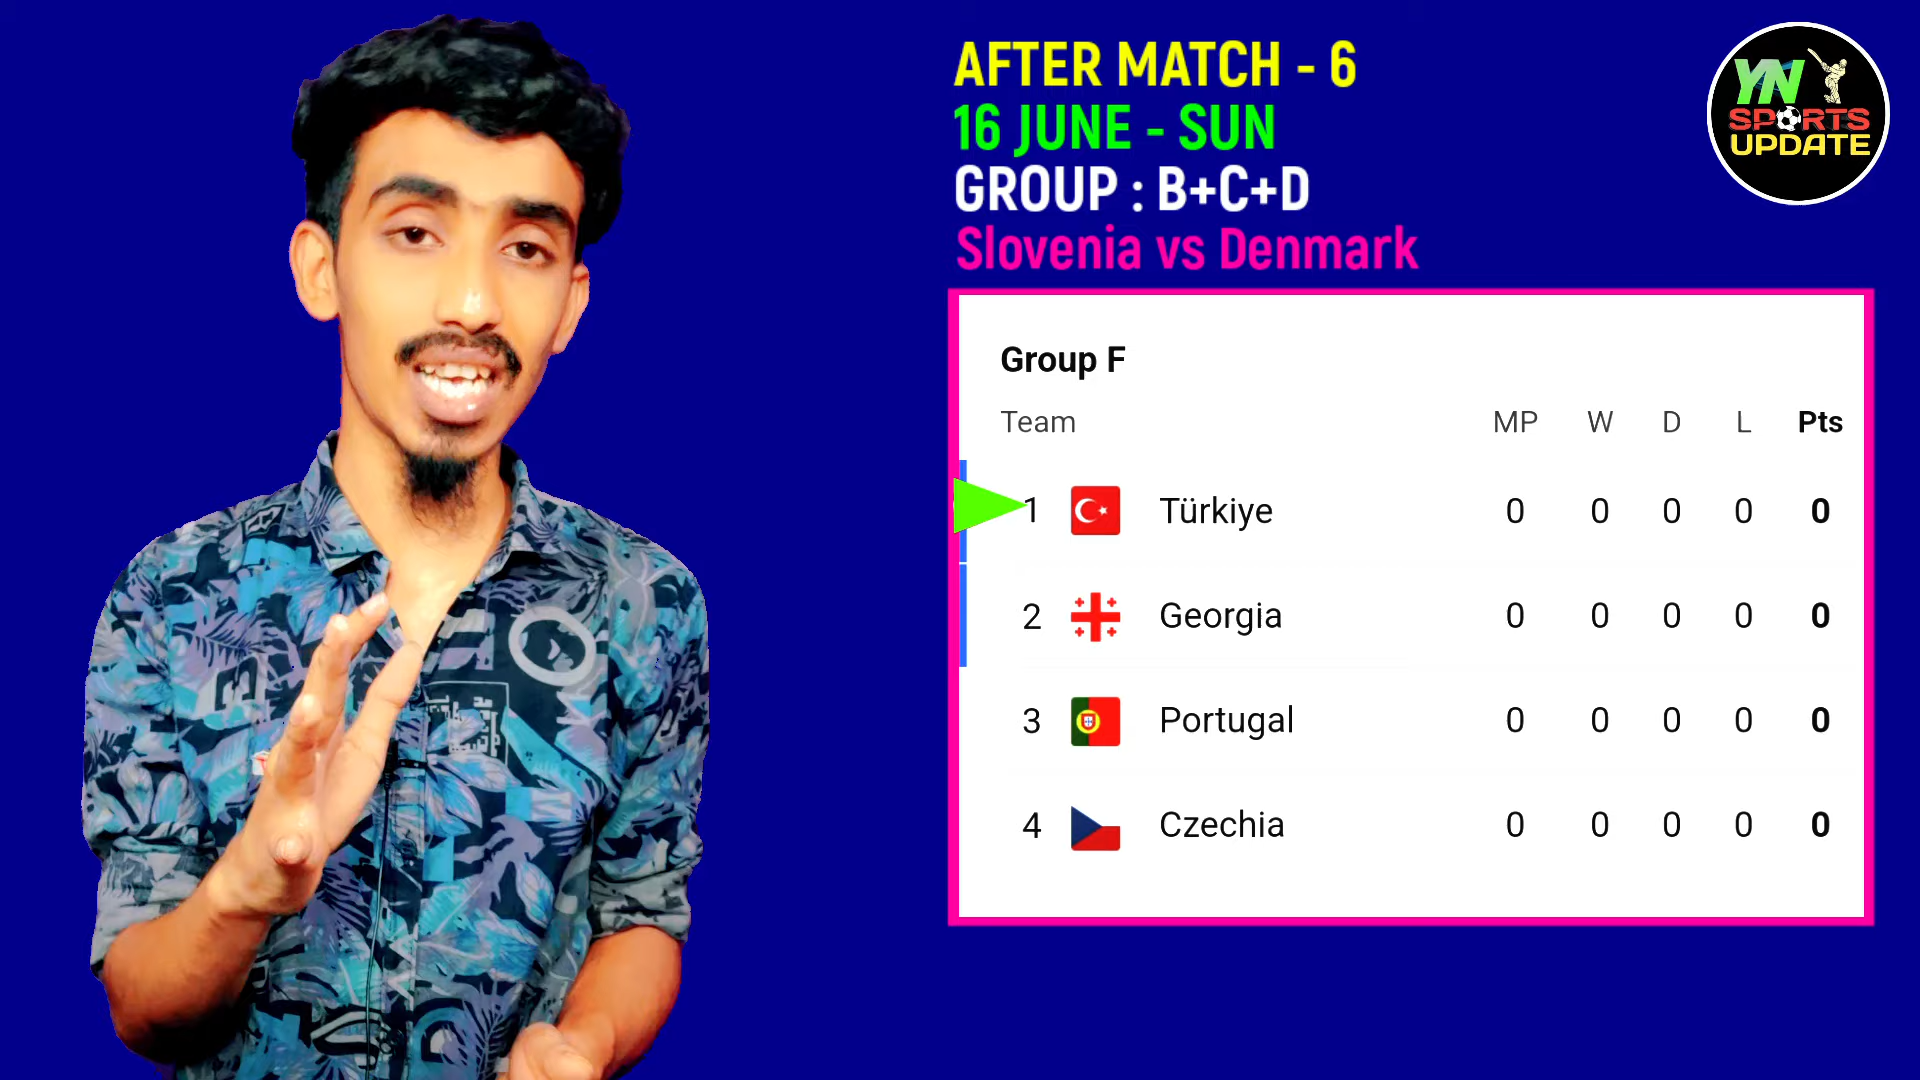 AFTER MATCH - 6
16 JUNE - SUN
GROUP : B+C+D
Slovenia vs Denmark
YN
SPORTS
UPDATE
Group F
Team MP W D L Pts
1 Türkiye 0 0 0 0 0
2 Georgia 0 0 0 0 0
3 Portugal 0 0 0 0 0
4 Czechia 0 0 0 0 0